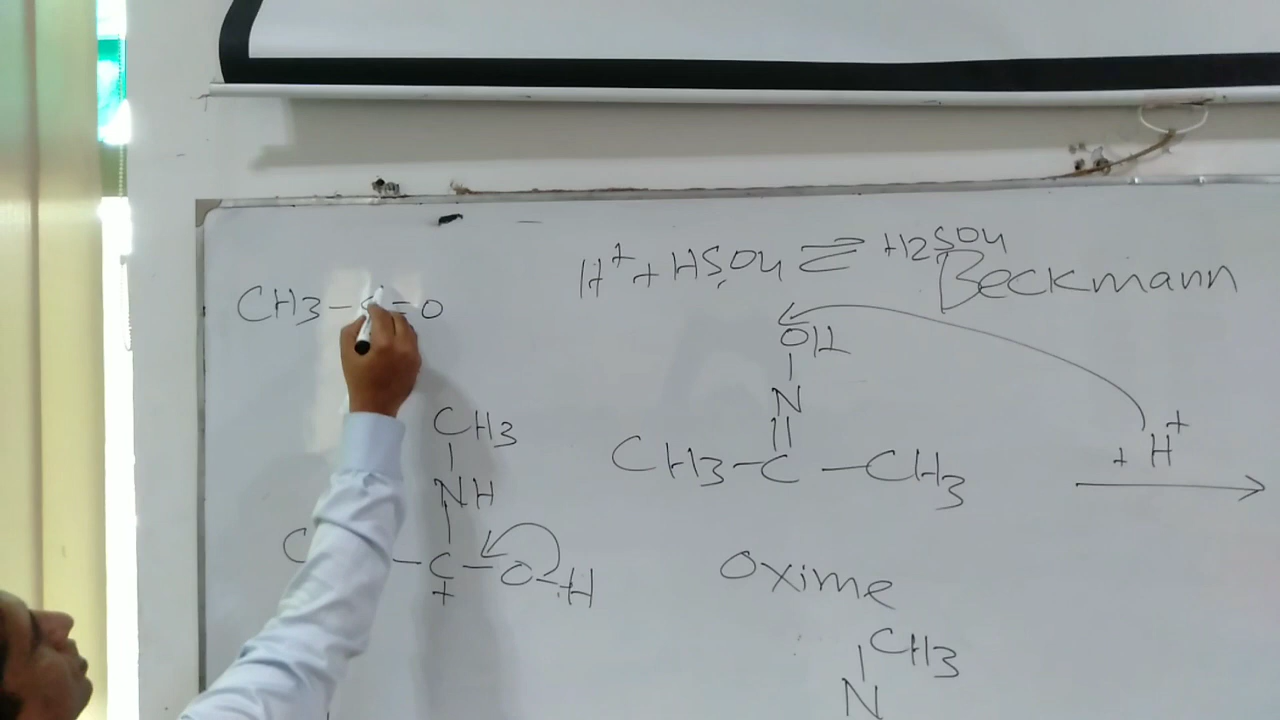 H⁺ + HSO4 ⇌ H2SO4
Beckmann
CH3 - C = O
OH
|
N
||
CH3 - C - CH3
+ H⁺ →
CH3
|
NH
|
C - C - O - H
+
Oxime
CH3
|
N